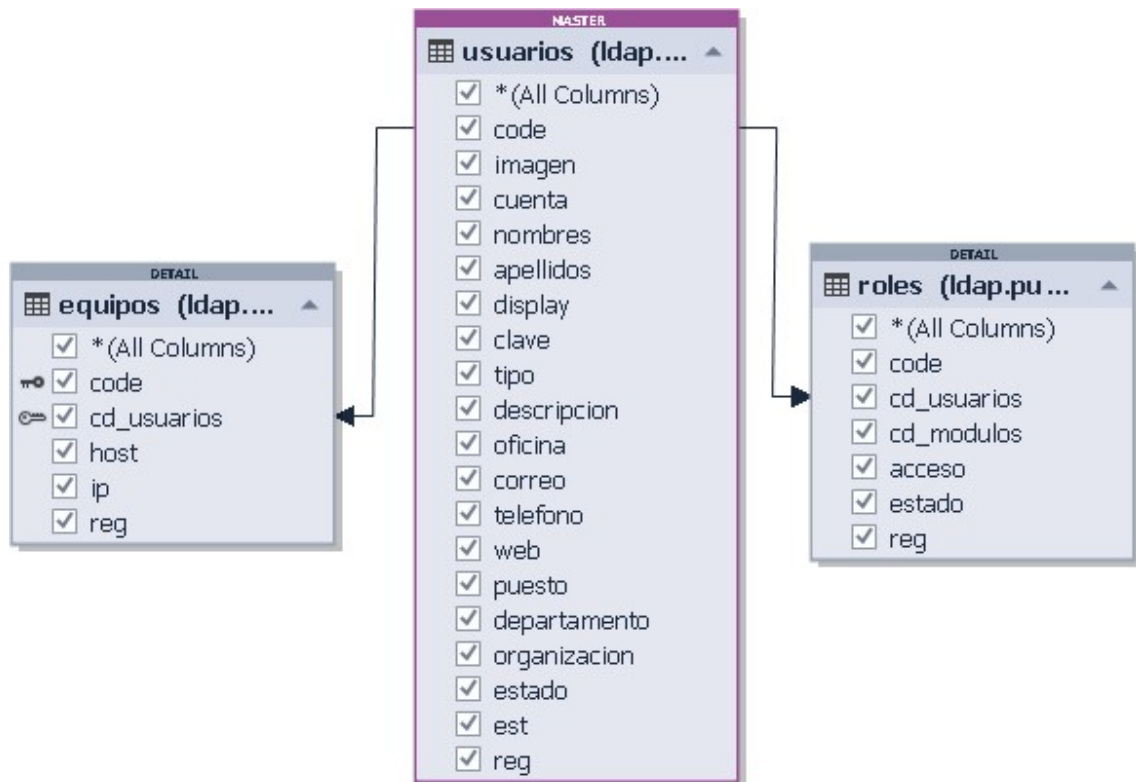 MASTER
usuarios (ldap....
*(All Columns)
code
imagen
cuenta
nombres
apellidos
display
clave
tipo
descripcion
oficina
correo
telefono
web
puesto
departamento
organizacion
estado
est
reg
DETAIL
equipos (ldap....
*(All Columns)
code
cd_usuarios
host
ip
reg
DETAIL
roles (ldap.pu...
*(All Columns)
code
cd_usuarios
cd_modulos
acceso
estado
reg